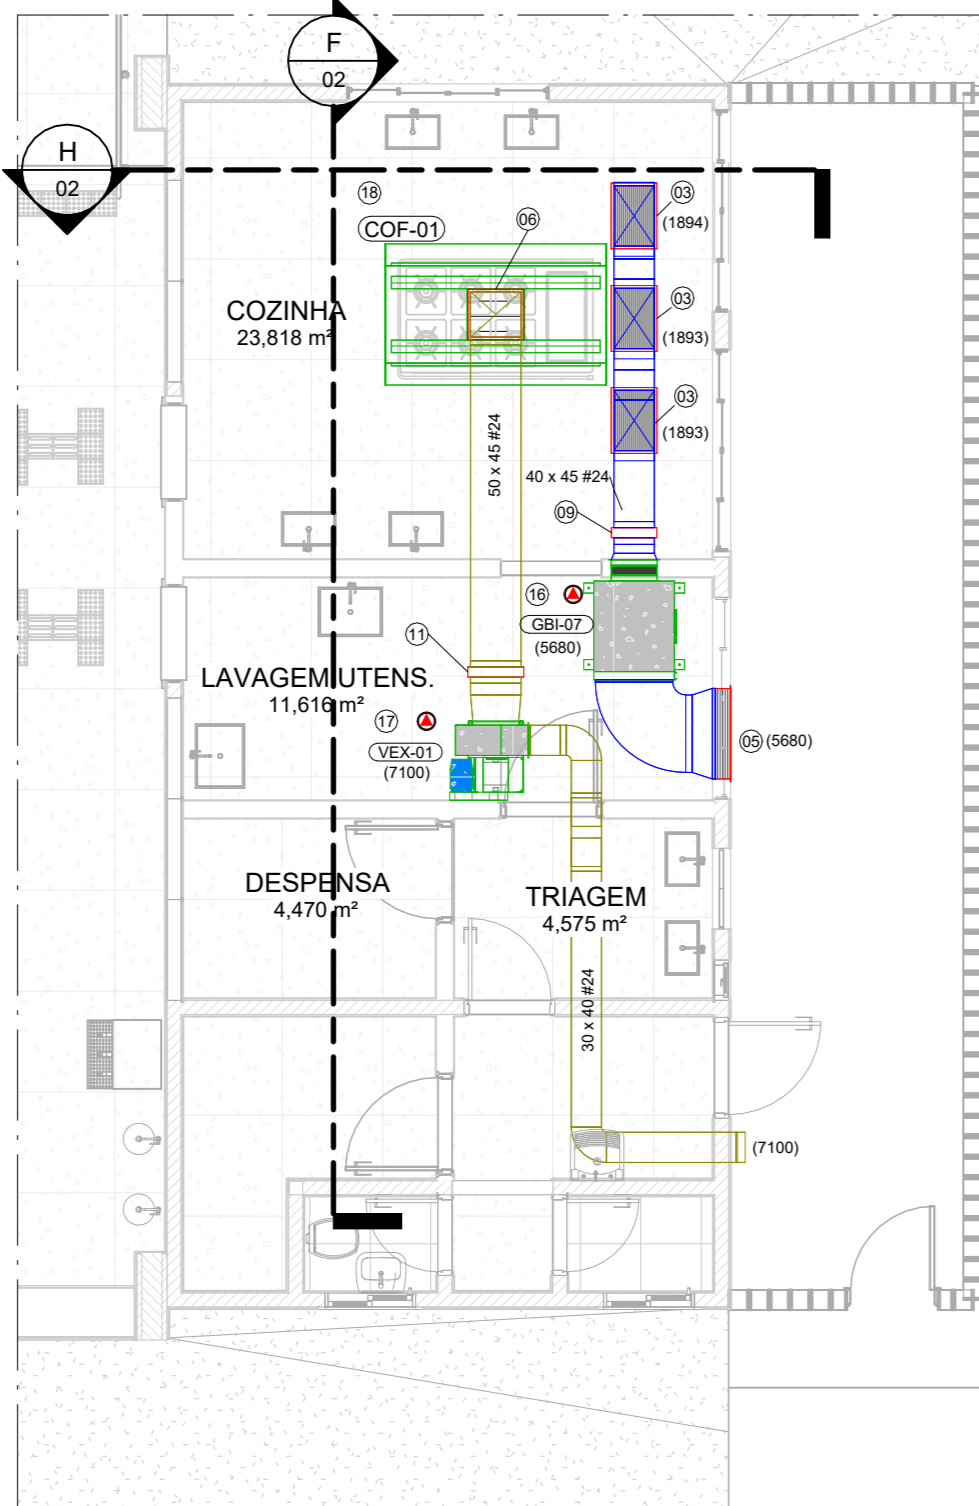 F
02
H
02
18
COF-01
06
03
(1894)
COZINHA
23,818 m²
03
(1893)
03
(1893)
50 x 45 #24
40 x 45 #24
09
16
GBI-07
(5680)
11
LAVAGEM UTENS.
11,616 m²
17
VEX-01
(7100)
05 (5680)
DESPENSA
4,470 m²
TRIAGEM
4,575 m²
30 x 40 #24
(7100)